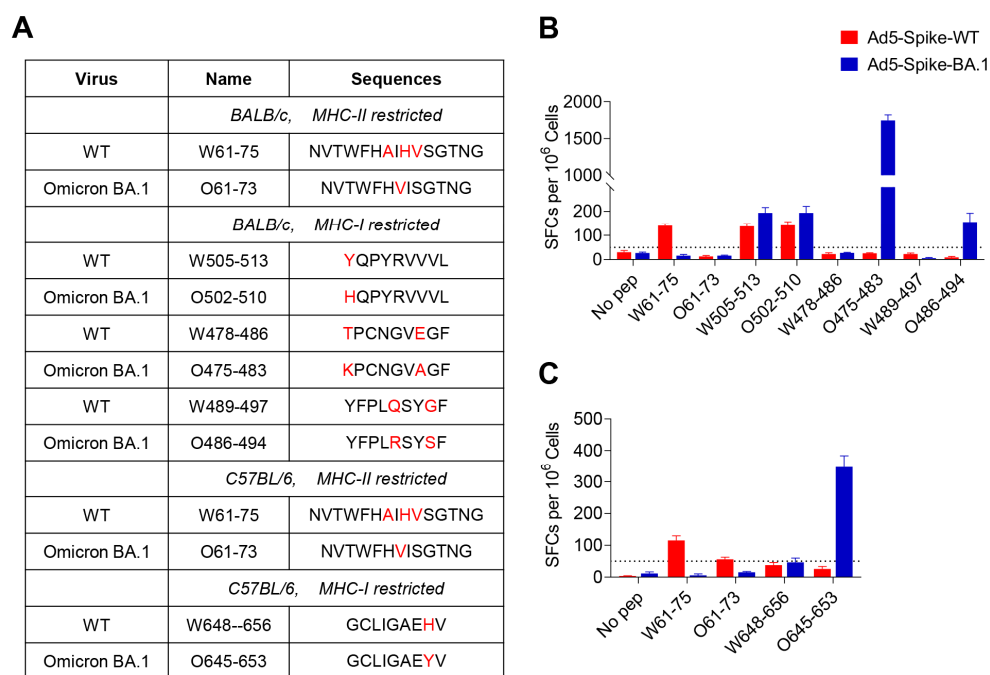 A
Virus Name Sequences
BALB/c, MHC-II restricted
WT W61-75 NVTWFHAIHVSGTNG
Omicron BA.1 O61-73 NVTWFHVISGTNG
BALB/c, MHC-I restricted
WT W505-513 YQPYRVVVL
Omicron BA.1 O502-510 HQPYRVVVL
WT W478-486 TPCNGVEGF
Omicron BA.1 O475-483 KPCNGVAGF
WT W489-497 YFPLQSYGF
Omicron BA.1 O486-494 YFPLRSYSF
C57BL/6, MHC-II restricted
WT W61-75 NVTWFHAIHVSGTNG
Omicron BA.1 O61-73 NVTWFHVISGTNG
C57BL/6, MHC-I restricted
WT W648--656 GCLIGAEHV
Omicron BA.1 O645-653 GCLIGAEYV
B
Ad5-Spike-WT
Ad5-Spike-BA.1
SFCs per 10⁶ Cells
2000
1500
1000
200
100
0
No pep
W61-75
O61-73
W505-513
O502-510
W478-486
O475-483
W489-497
O486-494
C
SFCs per 10⁶ Cells
500
400
300
200
100
0
No pep
W61-75
O61-73
W648-656
O645-653